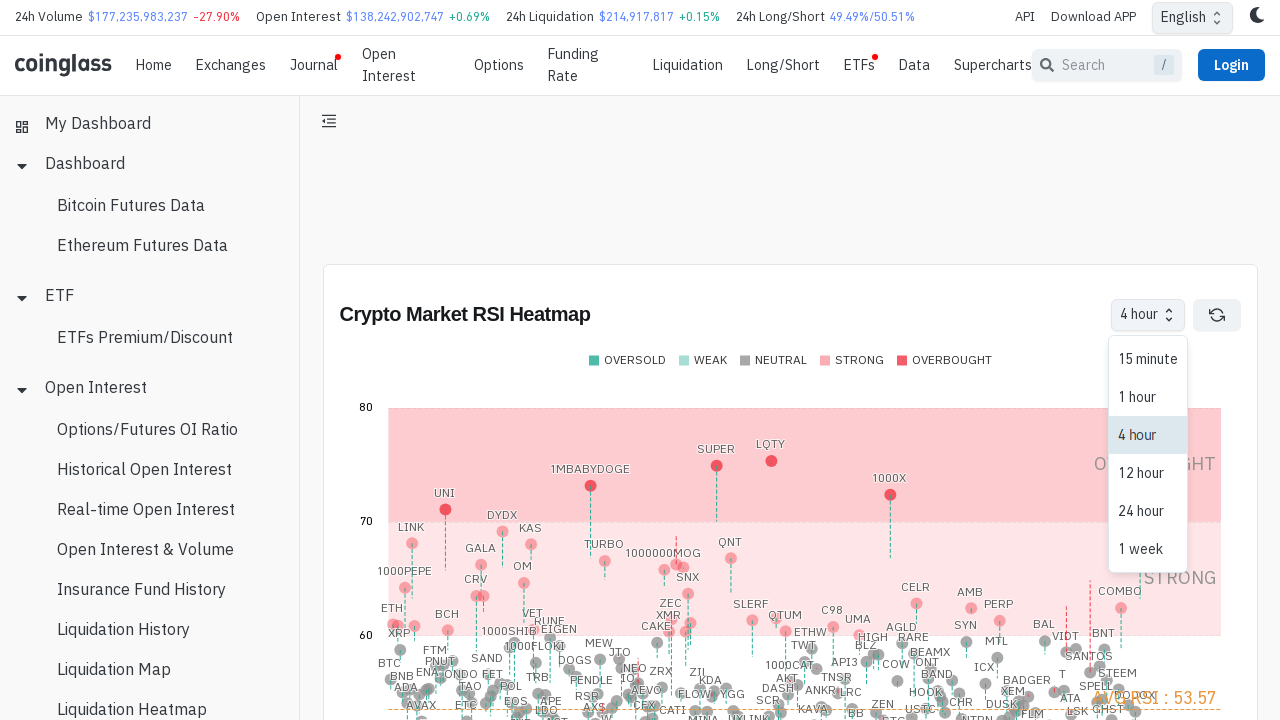 24h Volume $177,235,983,237 -27.90% Open Interest $138,242,902,747 +0.69% 24h Liquidation $214,917,817 +0.15% 24h Long/Short 49.49%/50.51% API Download APP English
coinglass Home Exchanges Journal Open Interest Options Funding Rate Liquidation Long/Short ETFs Data Supercharts Search / Login
My Dashboard
Dashboard
Bitcoin Futures Data
Ethereum Futures Data
ETF
ETFs Premium/Discount
Open Interest
Options/Futures OI Ratio
Historical Open Interest
Real-time Open Interest
Open Interest & Volume
Insurance Fund History
Liquidation History
Liquidation Map
Liquidation Heatmap
Crypto Market RSI Heatmap 4 hour
OVERSOLD WEAK NEUTRAL STRONG OVERBOUGHT
15 minute
1 hour
4 hour
12 hour
24 hour
1 week
80
LQTY
SUPER
1MBABYDOGE
1000X
UNI
70
DYDX
LINK KAS
QNT
TURBO
GALA
1000000MOG
OM
1000PEPE
SNX
CRV
STRONG
CELR
COMBO
AMB
ZEC
SLERF
PERP
ETH
C98
BCH
VET
XMR
QTUM
RUNE
UMA
CAKE
SYN
BAL
EIGEN
AGLD
1000SHIB
ETHW
XRP
60
VIDT
BNT
HIGH
RARE
MTL
MEW
TWT
BLZ
1000FLOKI
FTM
JTO
BEAMX
SANTOS
SAND
DOGS
PNUT
BTC
API3
COW
ONT
1000CAT
NEO
ICX
ZRX
ZIL
ENA
ONDO
FET
BAND
T
STEEM
TRB
IO
TNSR
AKT
PENDLE
KDA
BNB
BADGER
ADA
TAO
POL
DASH
ANKR
SPELL
AEVO
LRC
HOOK
XEM
FLOW
YGG
RSR
ATA
AVG RSI : 53.57
APE
SCR
CHR
AVAX
ETC
EOS
CFX
ZEN
DUSK
AXS
LDO
CATI
KAVA
USTC
LSK
GHST
BB
FLM